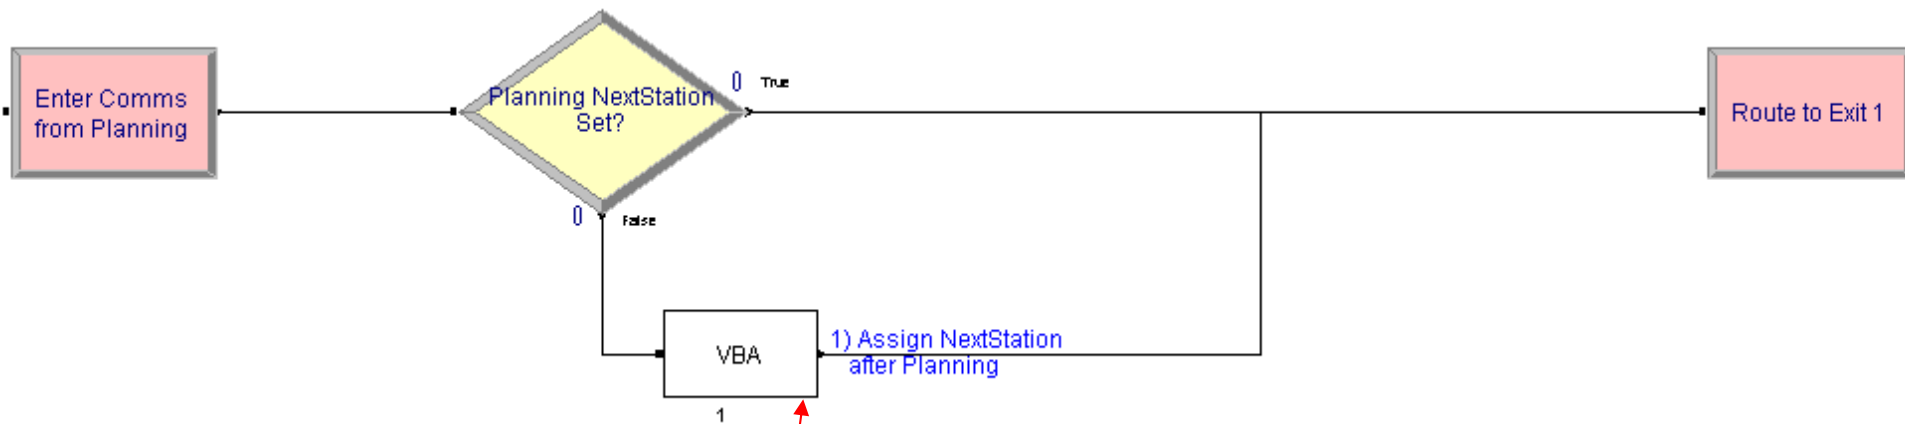 Enter Comms
from Planning
Planning NextStation
Set?
0 True
0 False
VBA
1
1) Assign NextStation
after Planning
Route to Exit 1